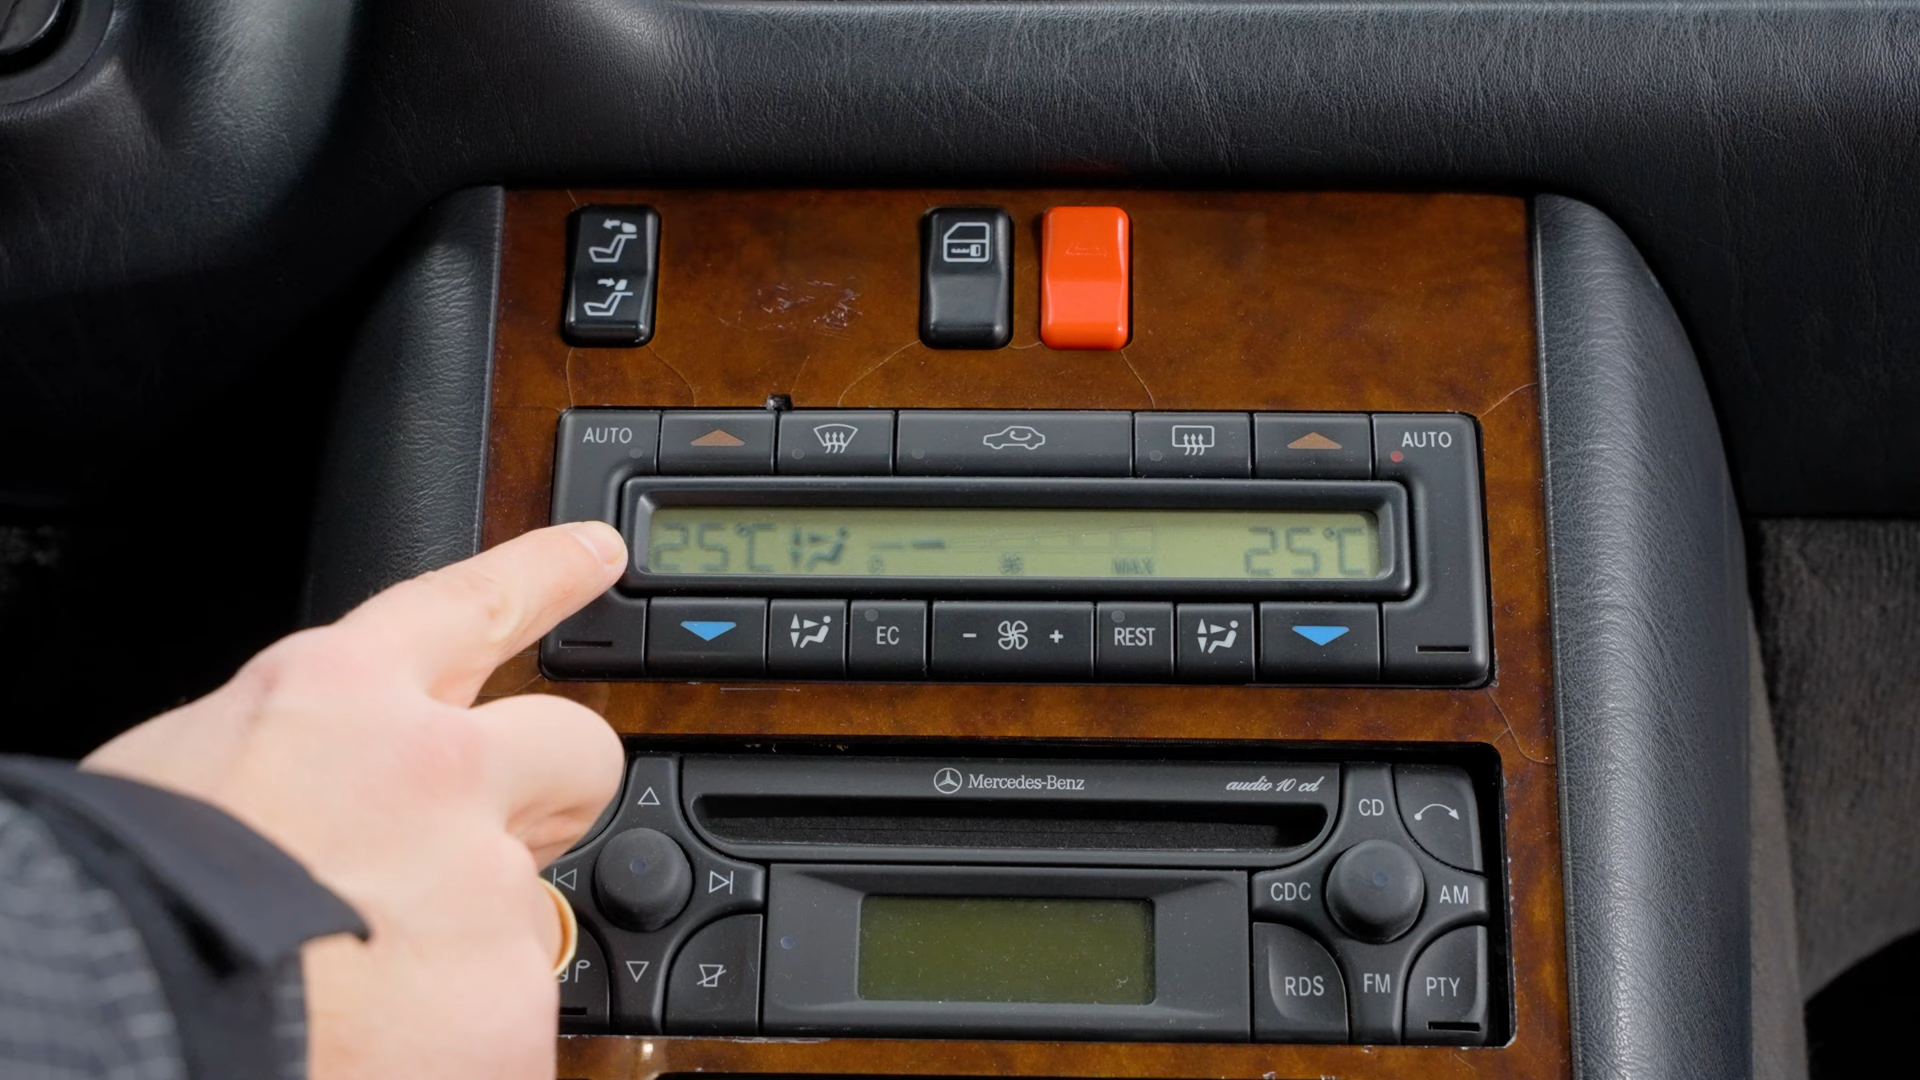 AUTO
AUTO
25°C
25°C
MAX
EC
- +
REST
Mercedes-Benz
audio 10 cd
CD
CDC
AM
RDS
FM
PTY